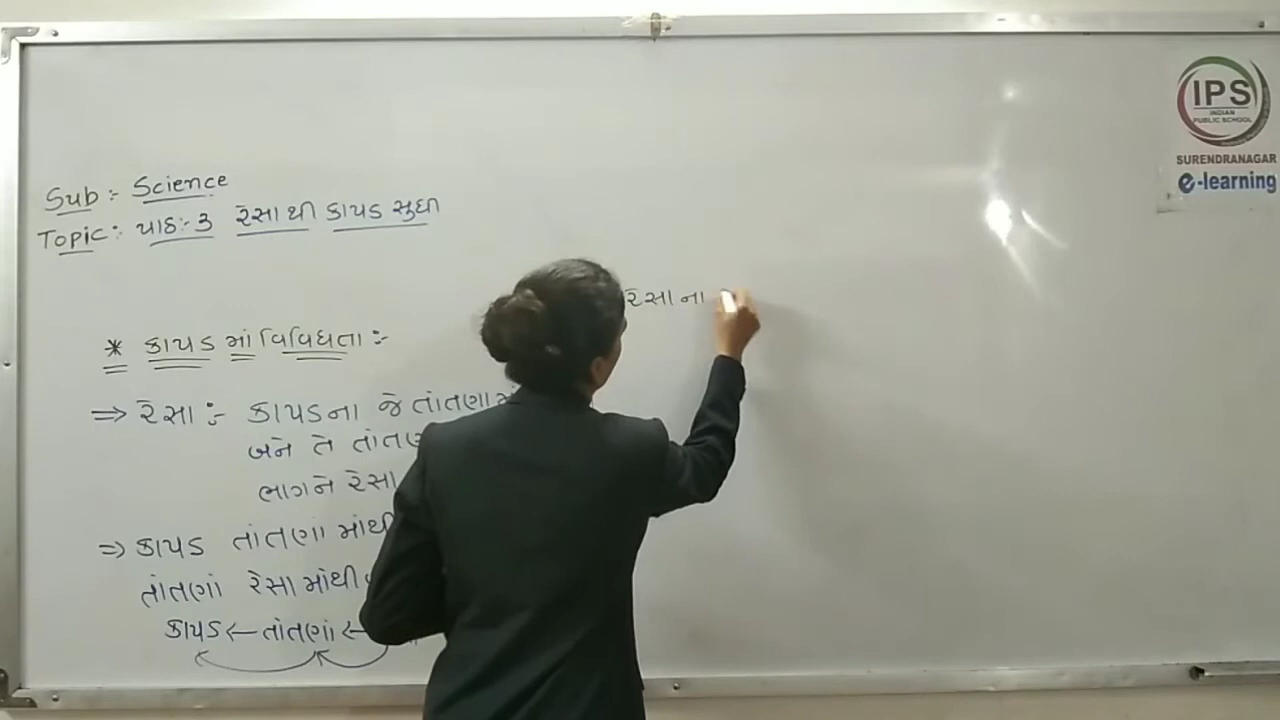 Sub :- Science
Topic :- પાઠ:- 3 રેસા થી કાપડ સુધી
* કાપડ માં વિવિધતા :-
⇒ રેસા :- કાપડના જે તાંતણા
બને તે
ભાગને રેસા
⇒ કાપડ તાંતણાં માંથી
તાંતણાં રેસા માંથી
કાપડ ← તાંતણાં ←
રેસા ના
IPS
INDIAN
PUBLIC SCHOOL
SURENDRANAGAR
e-learning